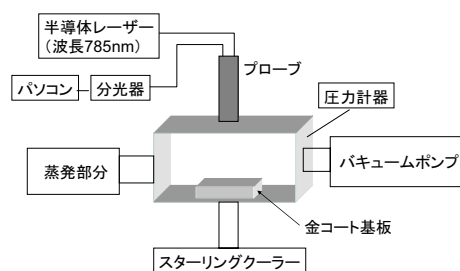 半導体レーザー
（波長785nm）
プローブ
パソコン
分光器
圧力計器
蒸発部分
バキュームポンプ
金コート基板
スターリングクーラー